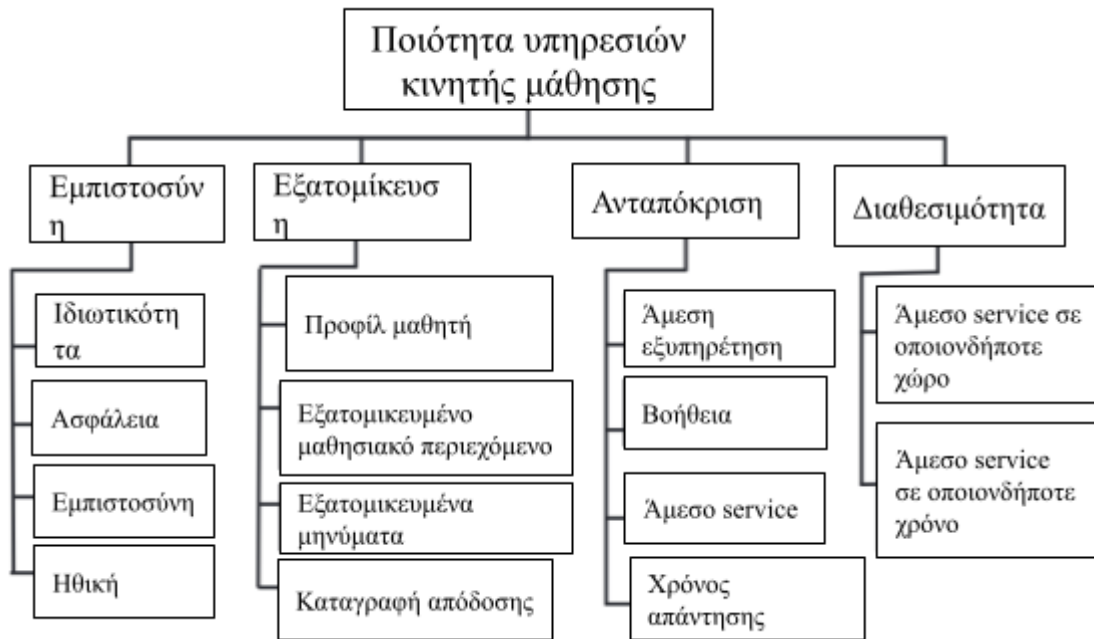 Ποιότητα υπηρεσιών
κινητής μάθησης
Εμπιστοσύν
η
Εξατομίκευσ
η
Ανταπόκριση
Διαθεσιμότητα
Ιδιωτικότη
τα
Ασφάλεια
Εμπιστοσύνη
Ηθική
Προφίλ μαθητή
Εξατομικευμένο
μαθησιακό περιεχόμενο
Εξατομικευμένα
μηνύματα
Καταγραφή απόδοσης
Άμεση
εξυπηρέτηση
Βοήθεια
Άμεσο service
Χρόνος
απάντησης
Άμεσο service σε
οποιονδήποτε
χώρο
Άμεσο service
σε οποιονδήποτε
χρόνο